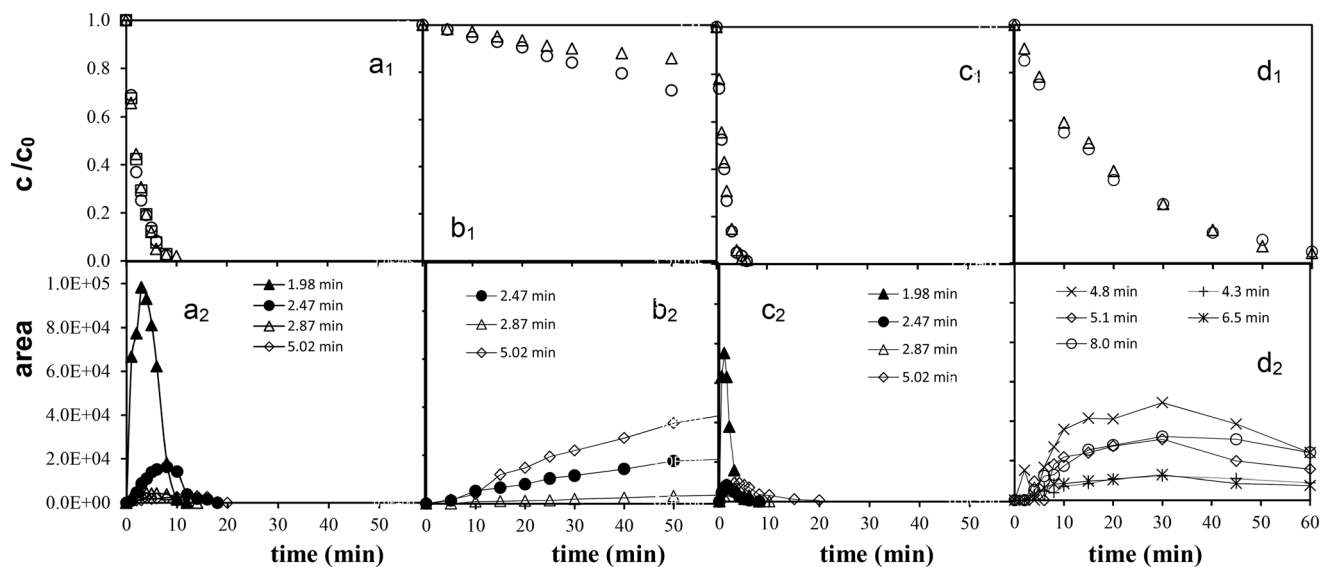 1.0
0.8
0.6
0.4
0.2
0.0
c/c0
a1
b1
c1
d1
1.0E+05
8.0E+04
6.0E+04
4.0E+04
2.0E+04
0.0E+00
area
a2
1.98 min
2.47 min
2.87 min
5.02 min
b2
2.47 min
2.87 min
5.02 min
c2
1.98 min
2.47 min
2.87 min
5.02 min
d2
4.8 min
4.3 min
5.1 min
6.5 min
8.0 min
0 10 20 30 40 50
0 10 20 30 40 50
0 10 20 30 40 50
0 10 20 30 40 50 60
time (min)
time (min)
time (min)
time (min)